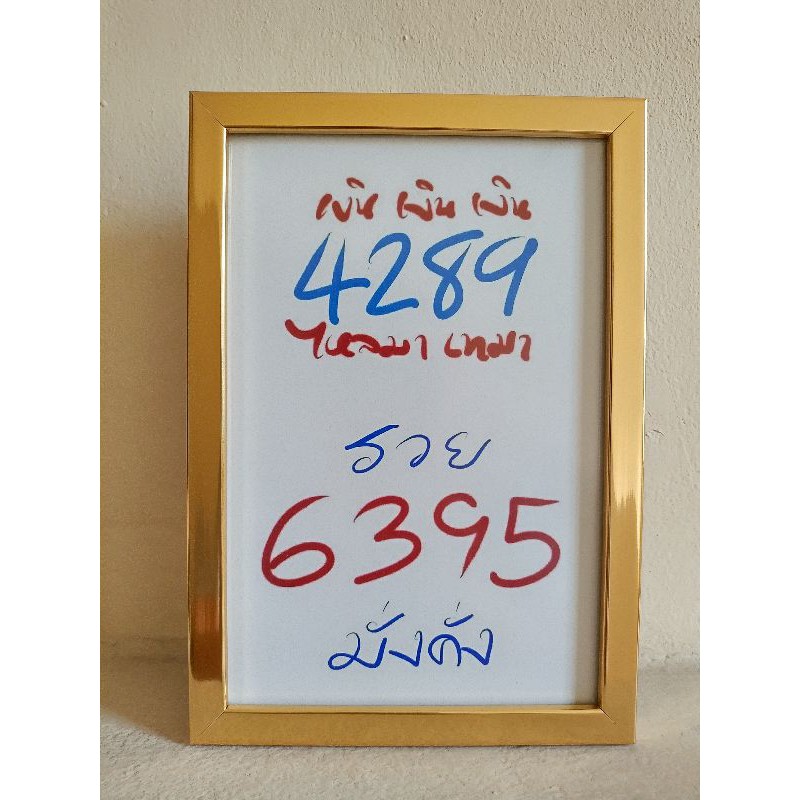 เงิน เงิน เงิน
4289
ไหลมา เทมา
รวย
6395
มั่งคั่ง